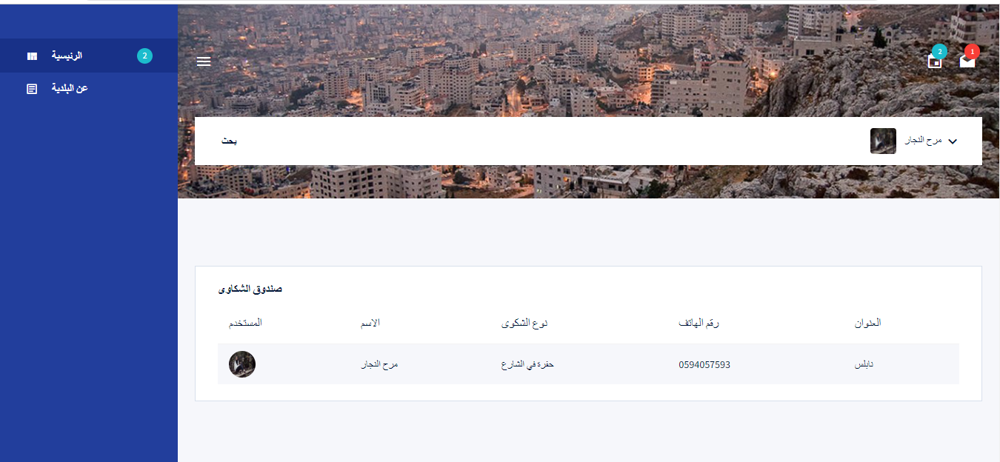 الرئيسية 2
عن البلدية
2 1
بحث
مرح النجار
صندوق الشكاوى
المستخدم الاسم نوع الشكوى رقم الهاتف العنوان
مرح النجار حفرة في الشارع 0594057593 نابلس